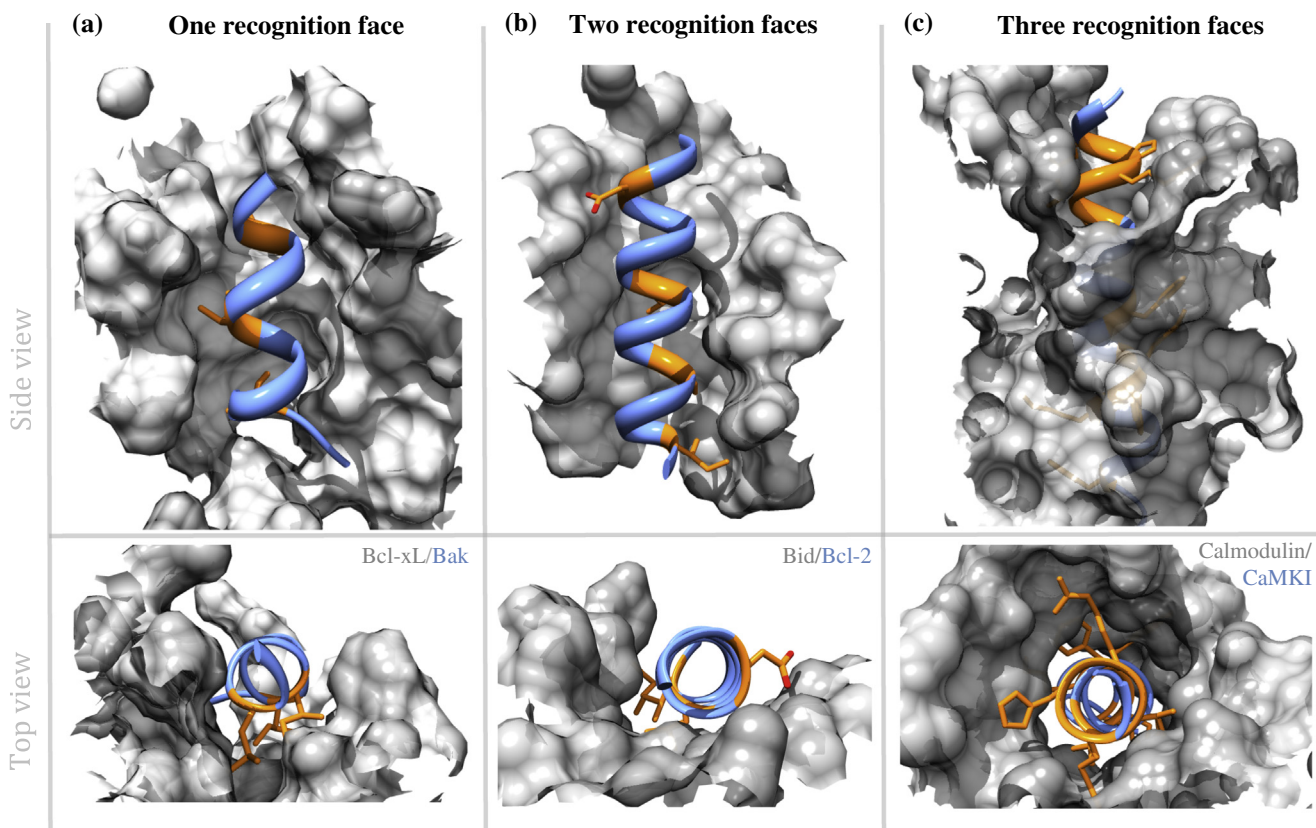 (a) One recognition face
(b) Two recognition faces
(c) Three recognition faces
Side view
Bcl-xL/Bak
Bid/Bcl-2
Calmodulin/
CaMKI
Top view